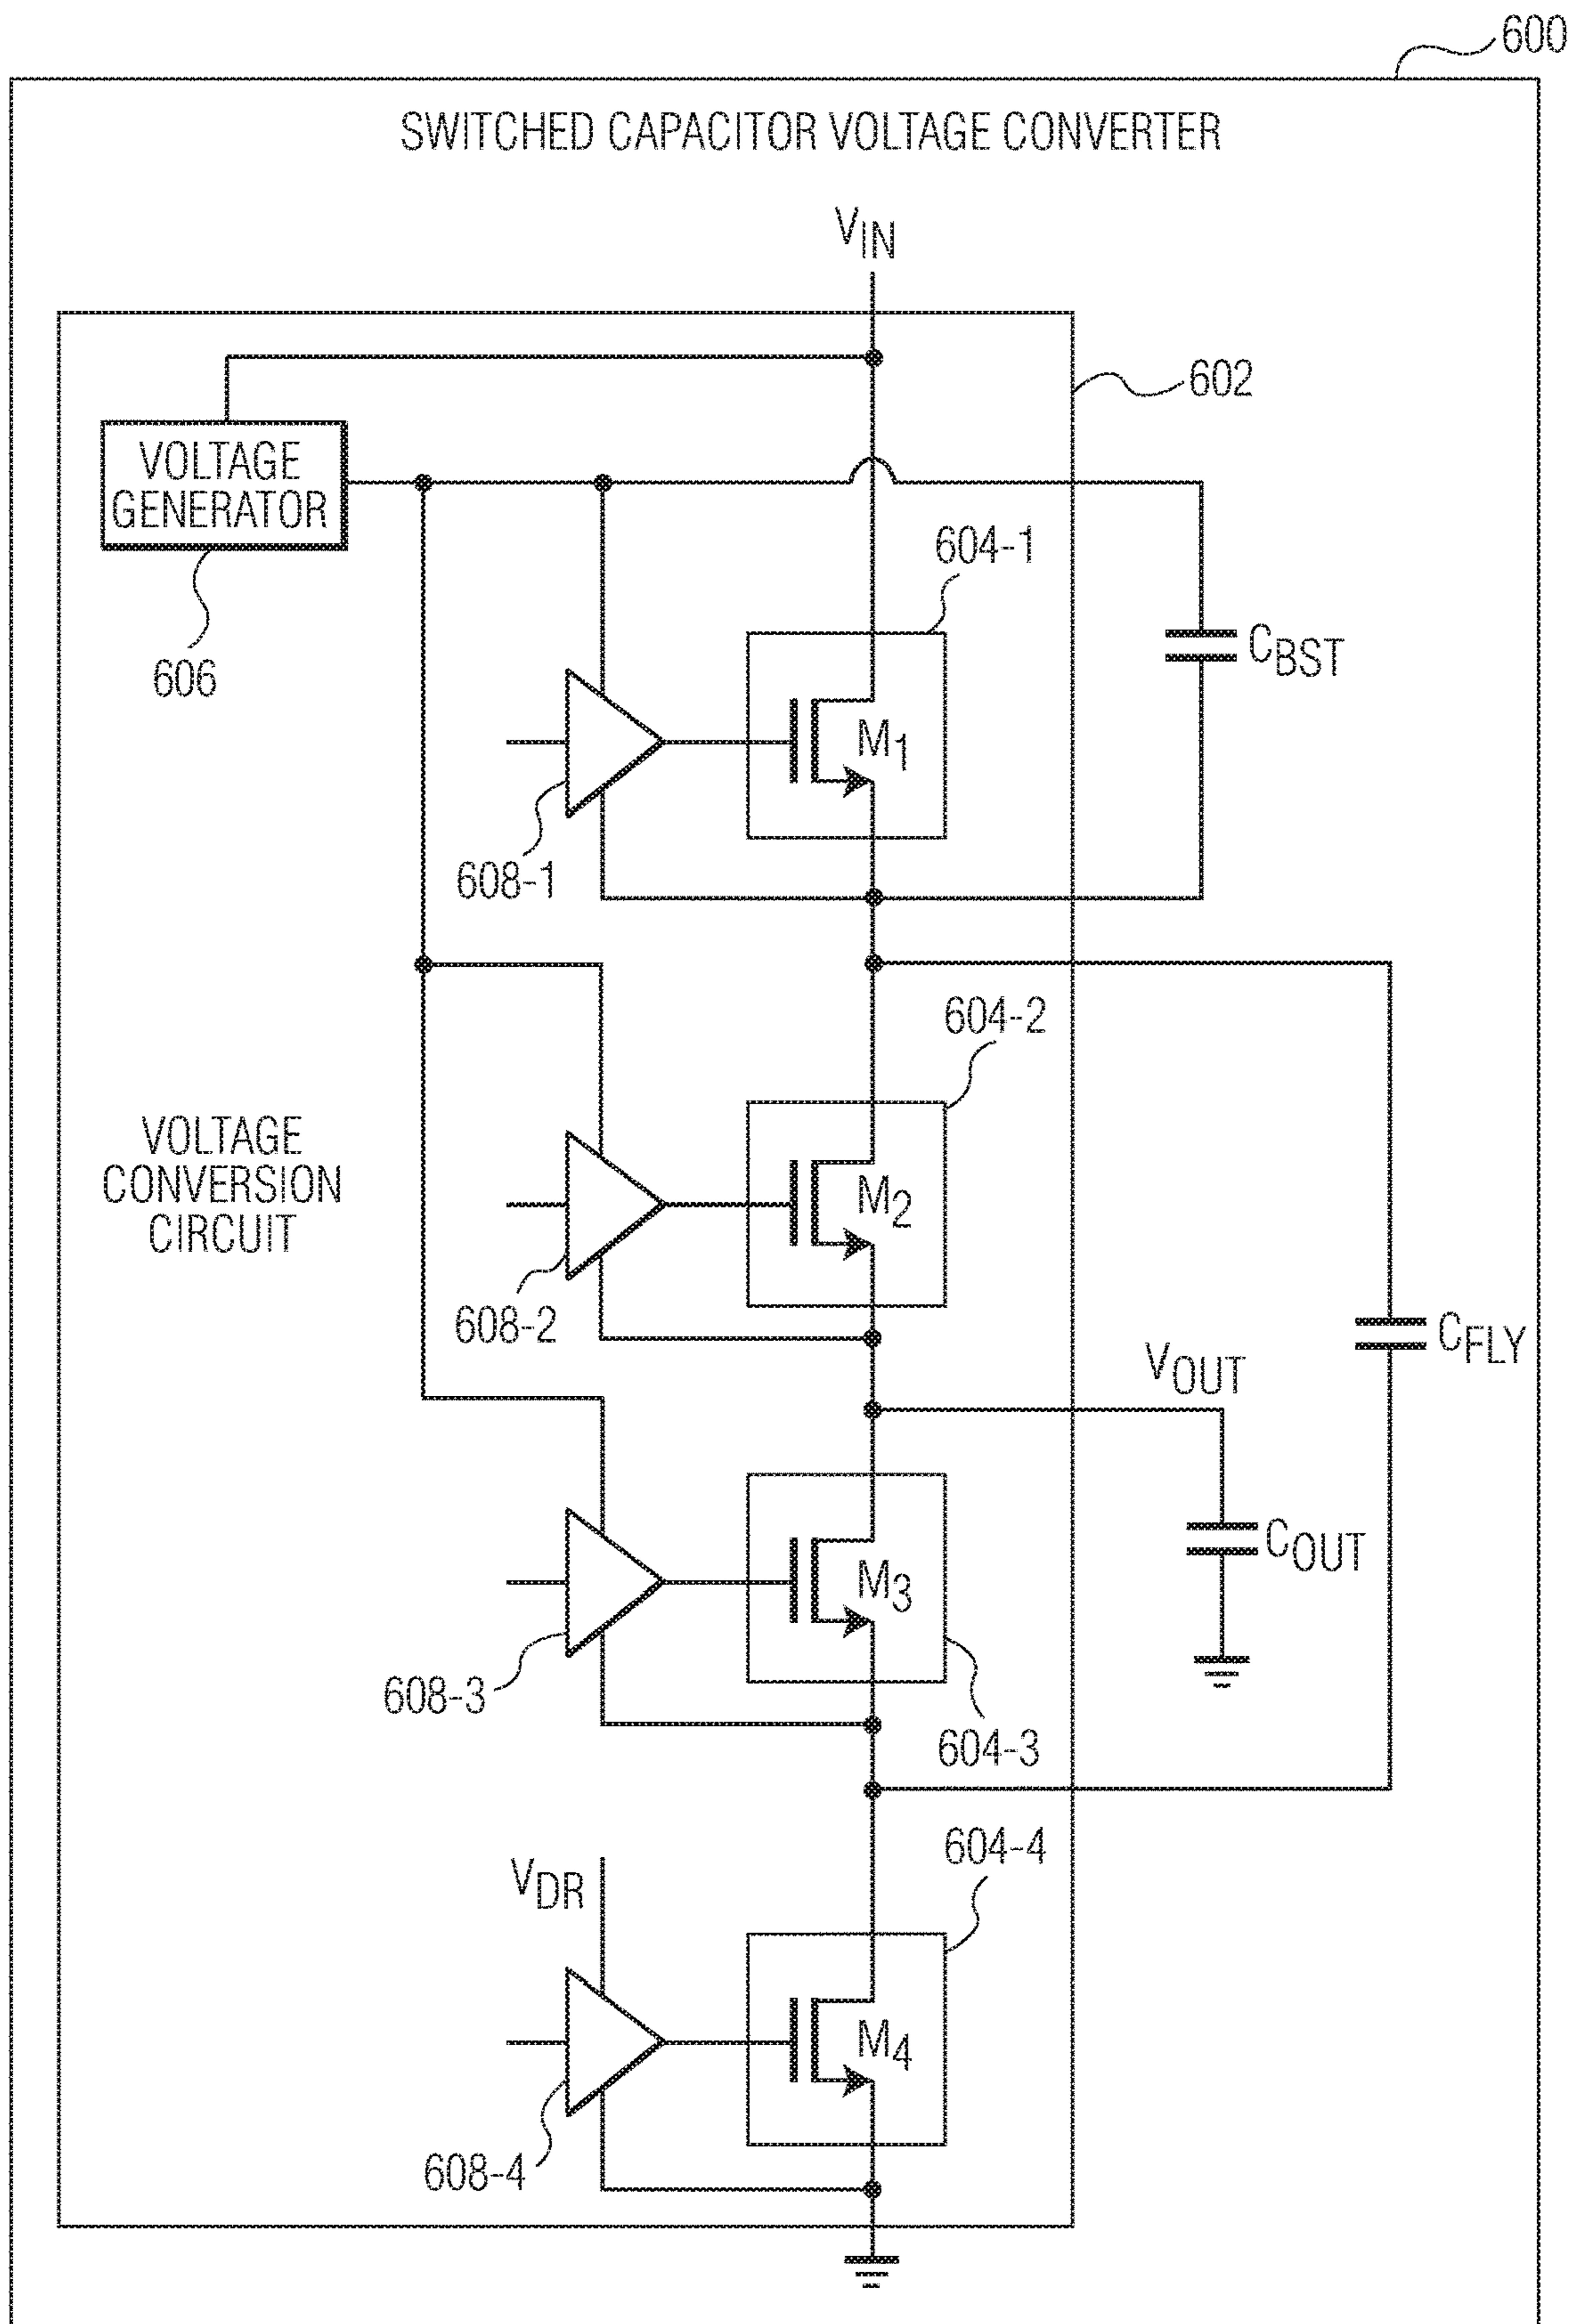 600
SWITCHED CAPACITOR VOLTAGE CONVERTER
VIN
602
VOLTAGE
GENERATOR
606
604-1
CBST
M1
608-1
604-2
VOLTAGE
CONVERSION
CIRCUIT
M2
608-2
CFLY
VOUT
COUT
M3
608-3
604-3
604-4
VDR
M4
608-4